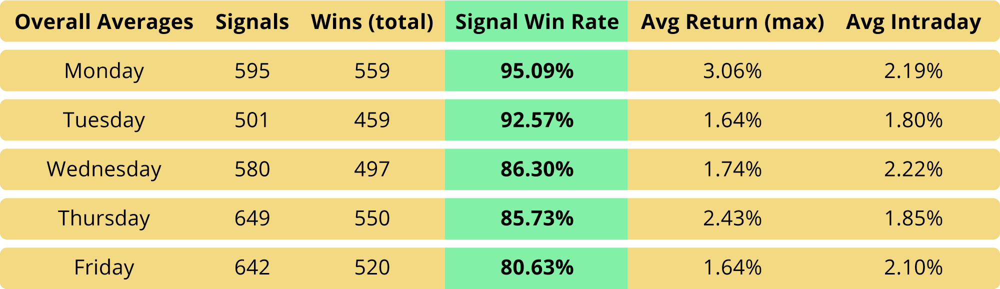 Overall Averages Signals Wins (total) Signal Win Rate Avg Return (max) Avg Intraday
Monday 595 559 95.09% 3.06% 2.19%
Tuesday 501 459 92.57% 1.64% 1.80%
Wednesday 580 497 86.30% 1.74% 2.22%
Thursday 649 550 85.73% 2.43% 1.85%
Friday 642 520 80.63% 1.64% 2.10%